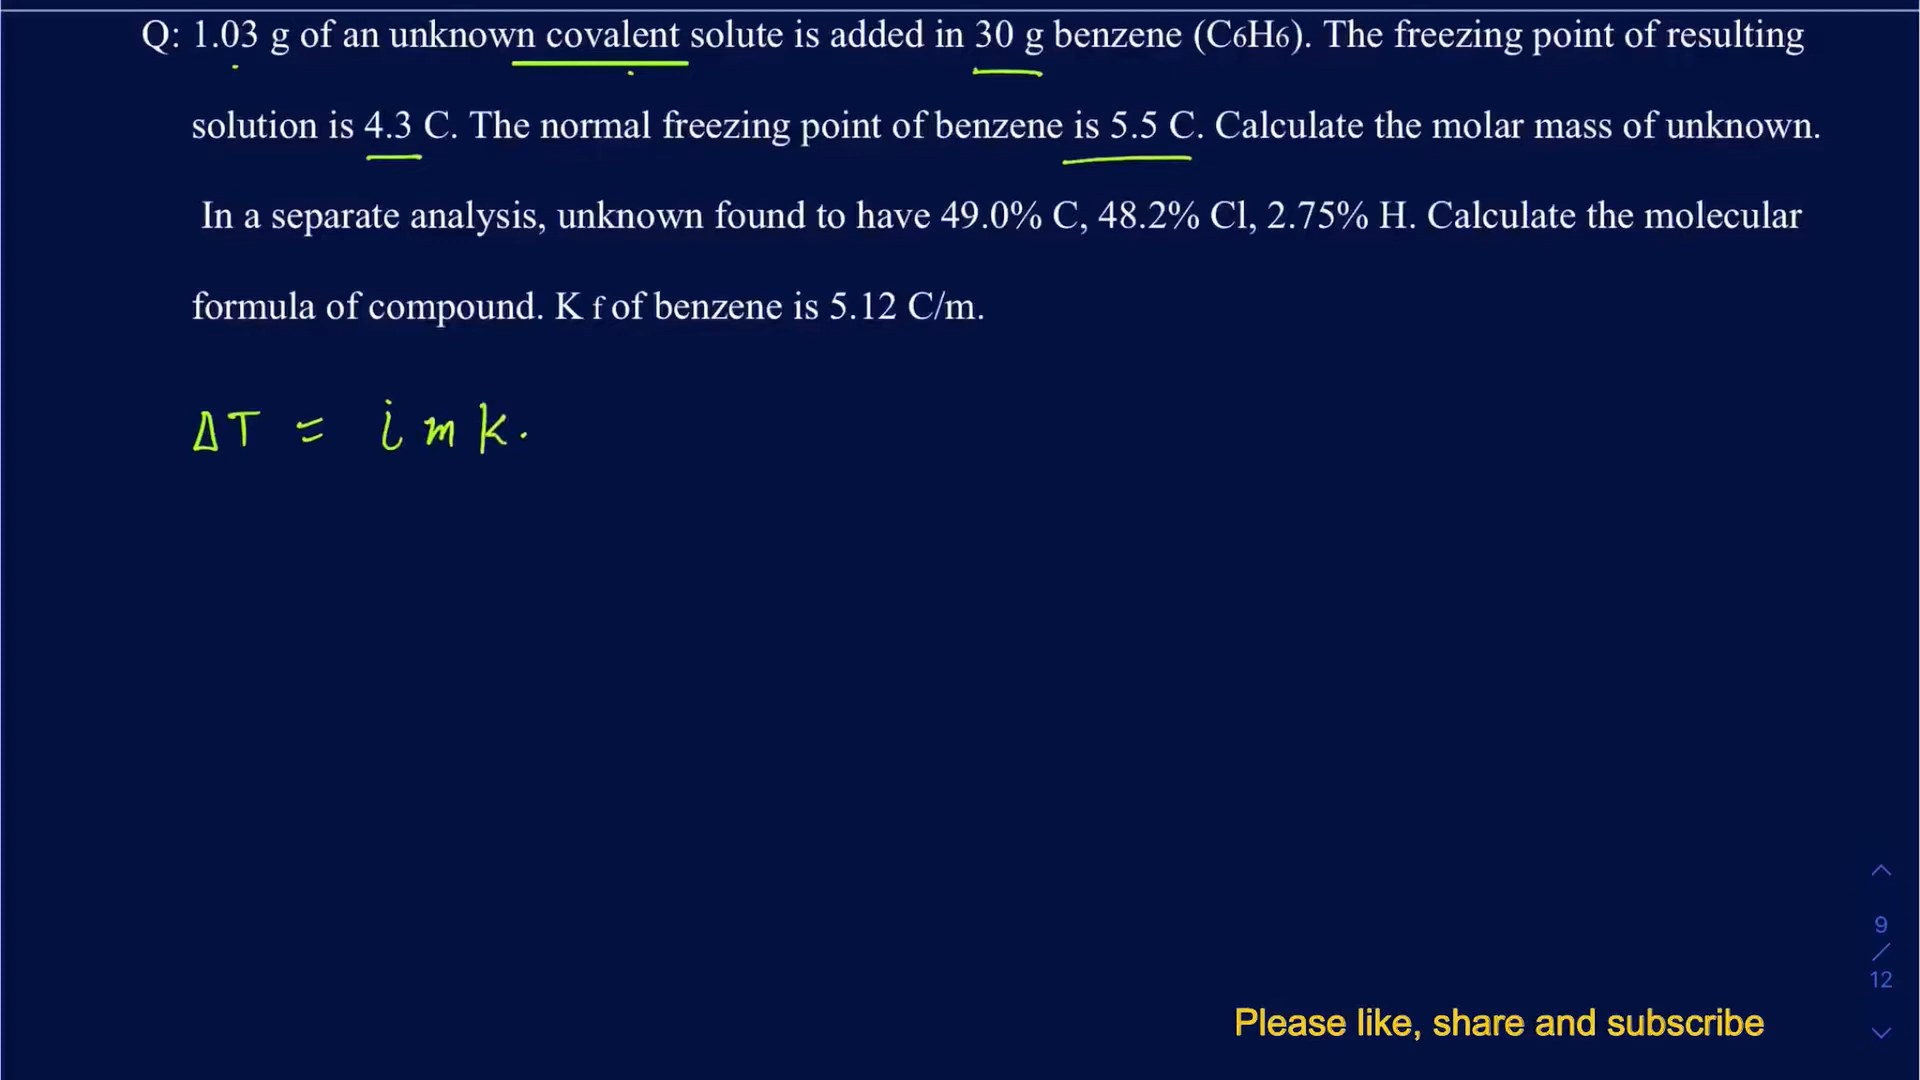 Q: 1.03 g of an unknown covalent solute is added in 30 g benzene (C6H6). The freezing point of resulting
solution is 4.3 C. The normal freezing point of benzene is 5.5 C. Calculate the molar mass of unknown.
In a separate analysis, unknown found to have 49.0% C, 48.2% Cl, 2.75% H. Calculate the molecular
formula of compound. K f of benzene is 5.12 C/m.
ΔT = i m k.
9
/
12
Please like, share and subscribe